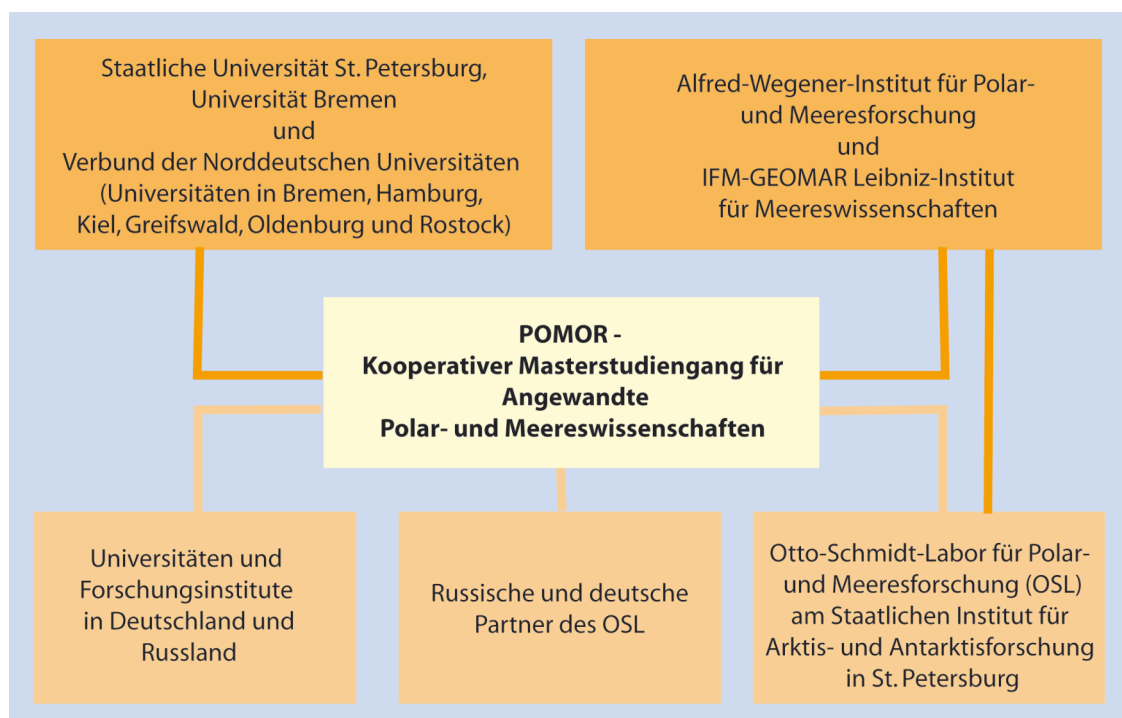 Staatliche Universität St. Petersburg,
Universität Bremen
und
Verbund der Norddeutschen Universitäten
(Universitäten in Bremen, Hamburg,
Kiel, Greifswald, Oldenburg und Rostock)
Alfred-Wegener-Institut für Polar-
und Meeresforschung
und
IFM-GEOMAR Leibniz-Institut
für Meereswissenschaften
POMOR -
Kooperativer Masterstudiengang für
Angewandte
Polar- und Meereswissenschaften
Universitäten und
Forschungsinstitute
in Deutschland und
Russland
Russische und deutsche
Partner des OSL
Otto-Schmidt-Labor für Polar-
und Meeresforschung (OSL)
am Staatlichen Institut für
Arktis- und Antarktisforschung
in St. Petersburg